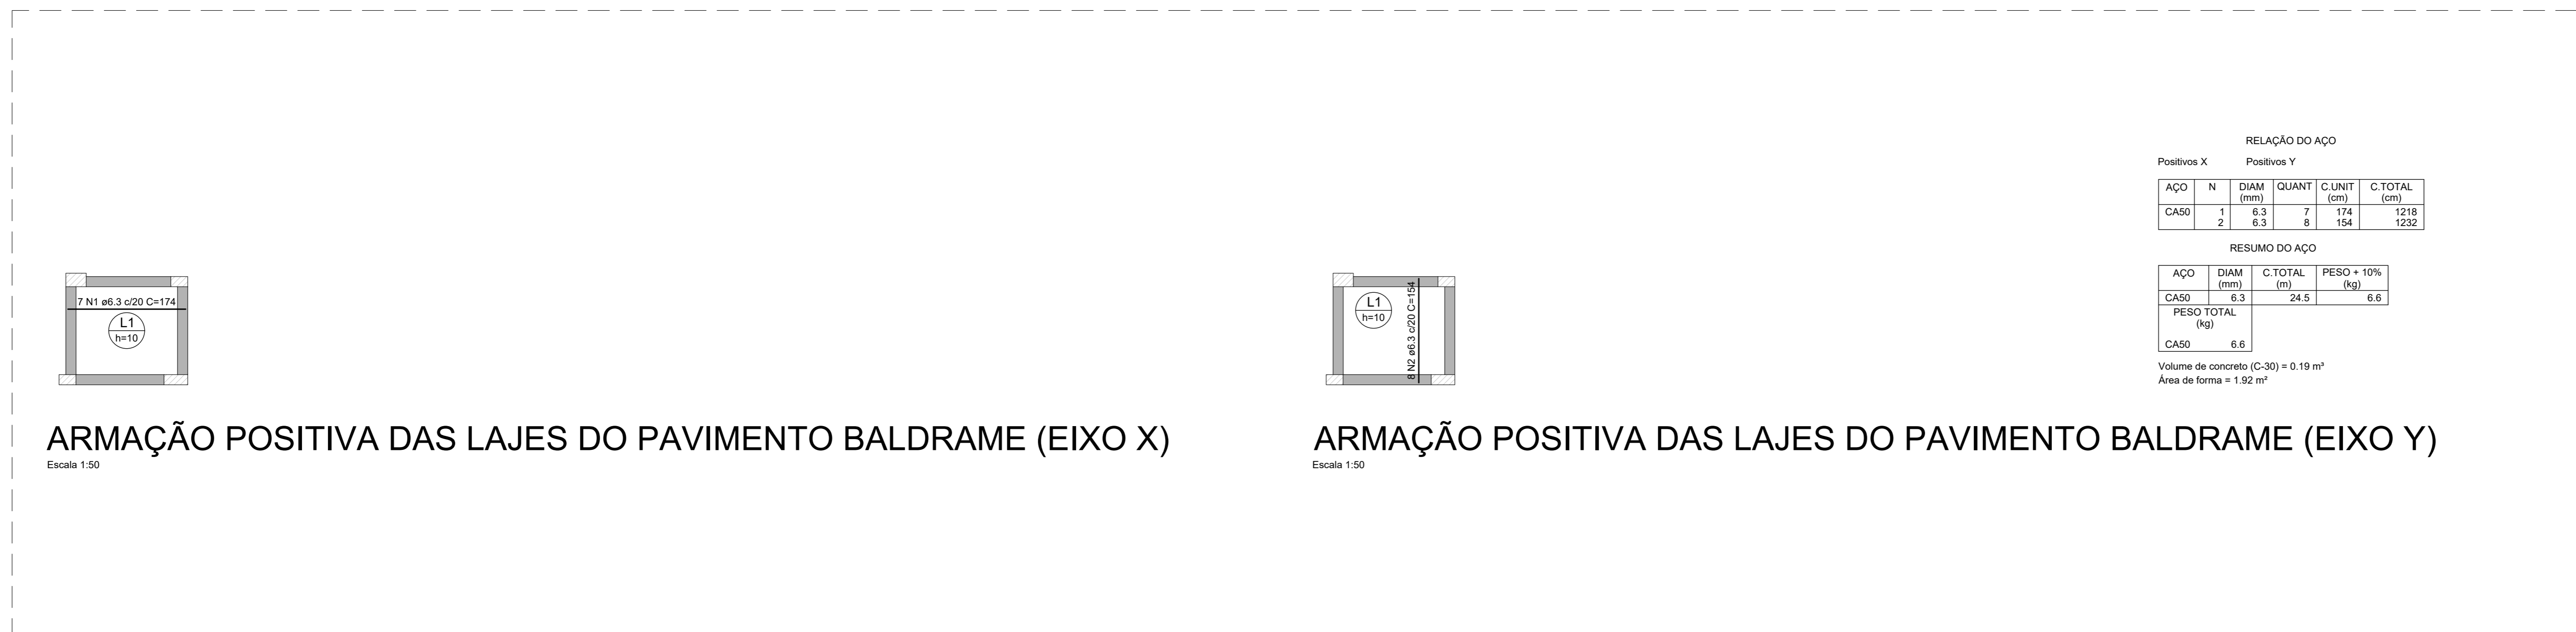 7 N1 ø6.3 c/20 C=174
L1
h=10
ARMAÇÃO POSITIVA DAS LAJES DO PAVIMENTO BALDRAME (EIXO X)
Escala 1:50
L1
h=10
8 N2 ø6.3 c/20 C=154
ARMAÇÃO POSITIVA DAS LAJES DO PAVIMENTO BALDRAME (EIXO Y)
Escala 1:50
RELAÇÃO DO AÇO
Positivos X Positivos Y
AÇO N DIAM QUANT C.UNIT C.TOTAL
(mm) (cm) (cm)
CA50 1 6.3 7 174 1218
2 6.3 8 154 1232
RESUMO DO AÇO
AÇO DIAM C.TOTAL PESO + 10%
(mm) (m) (kg)
CA50 6.3 24.5 6.6
PESO TOTAL
(kg)
CA50 6.6
Volume de concreto (C-30) = 0.19 m³
Área de forma = 1.92 m²